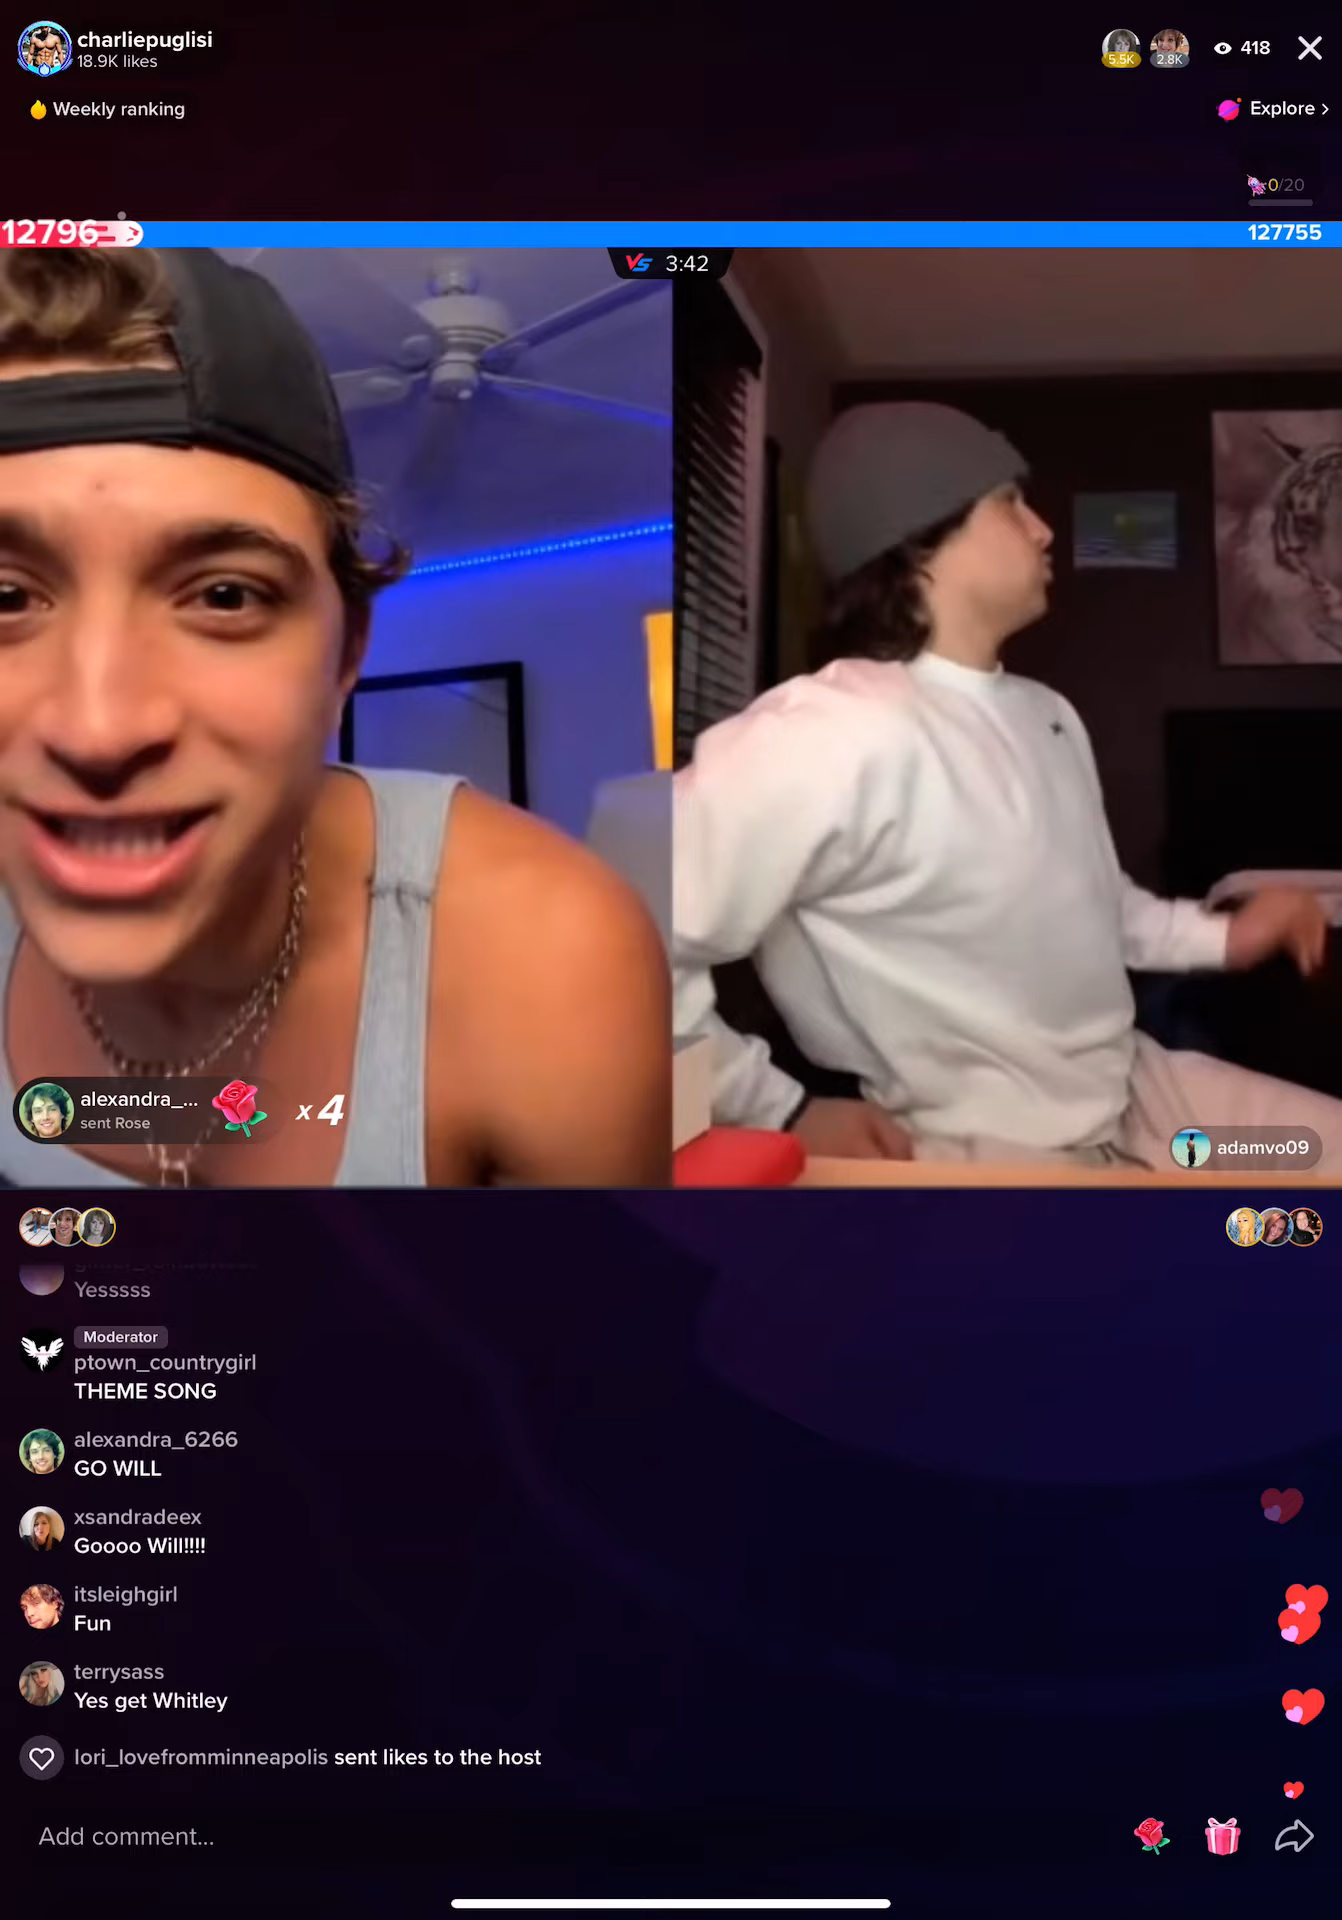 charliepuglisi
18.9K likes
5.5K
2.8K
418
Weekly ranking
Explore >
0/20
12796
127755
VS 3:42
alexandra_...
sent Rose
x4
adamvo09
Yesssss
Moderator
ptown_countrygirl
THEME SONG
alexandra_6266
GO WILL
xsandradeex
Goooo Will!!!!
itsleighgirl
Fun
terrysass
Yes get Whitley
lori_lovefromminneapolis sent likes to the host
Add comment...